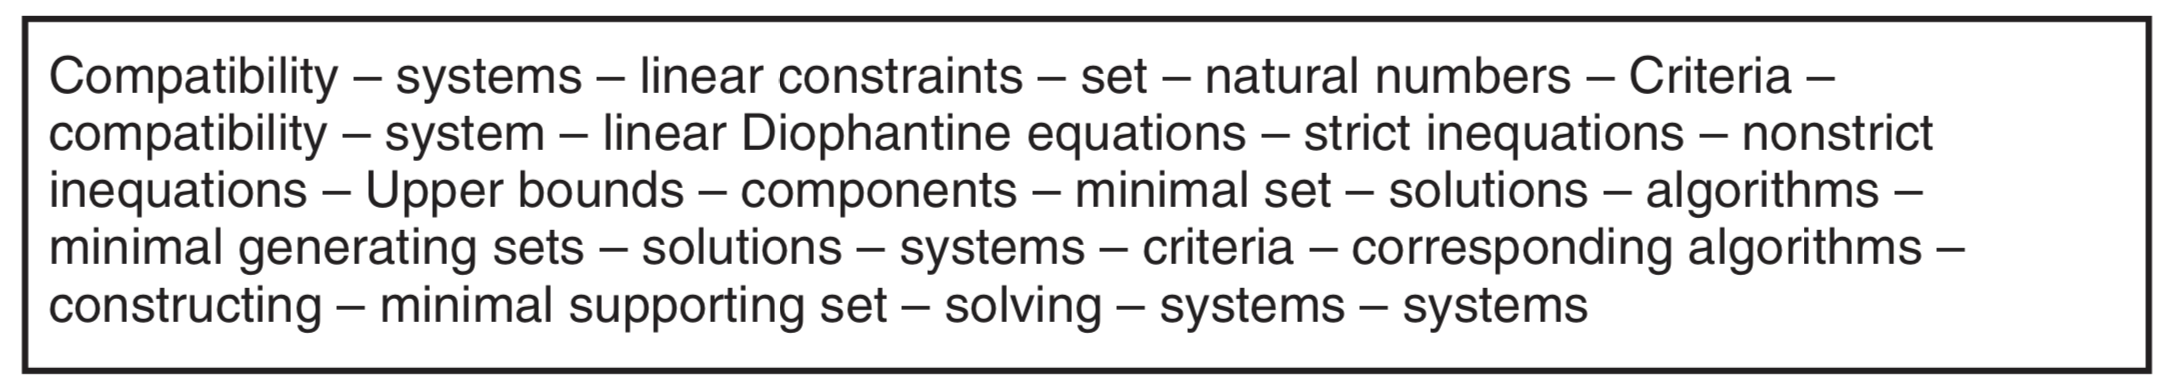 Compatibility – systems – linear constraints – set – natural numbers – Criteria –
compatibility – system – linear Diophantine equations – strict inequations – nonstrict
inequations – Upper bounds – components – minimal set – solutions – algorithms –
minimal generating sets – solutions – systems – criteria – corresponding algorithms –
constructing – minimal supporting set – solving – systems – systems